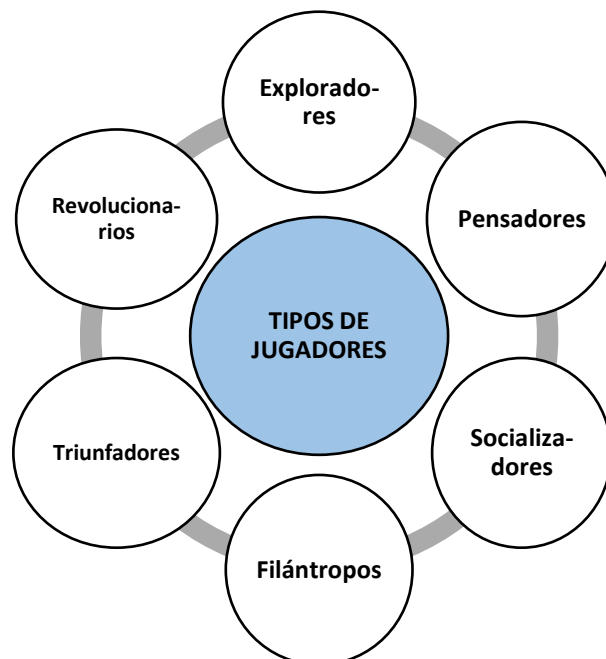 Explorado-
res
Pensadores
Socializa-
dores
Filántropos
Triunfadores
Revoluciona-
rios
TIPOS DE
JUGADORES